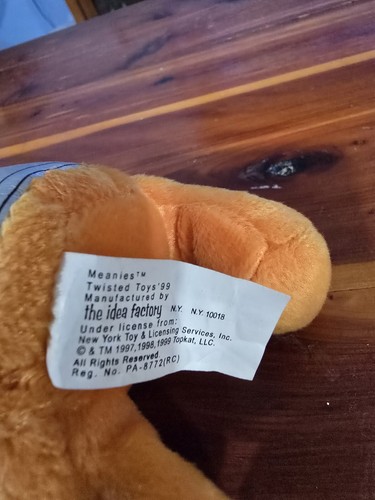 Meanies™
Twisted Toys'99
Manufactured by
the idea factory N.Y. N.Y. 10018
Under license from:
New York Toy & Licensing Services, Inc.
© & TM 1997,1998,1999 Topkat, LLC.
All Rights Reserved
Reg. No. PA-8772(RC)